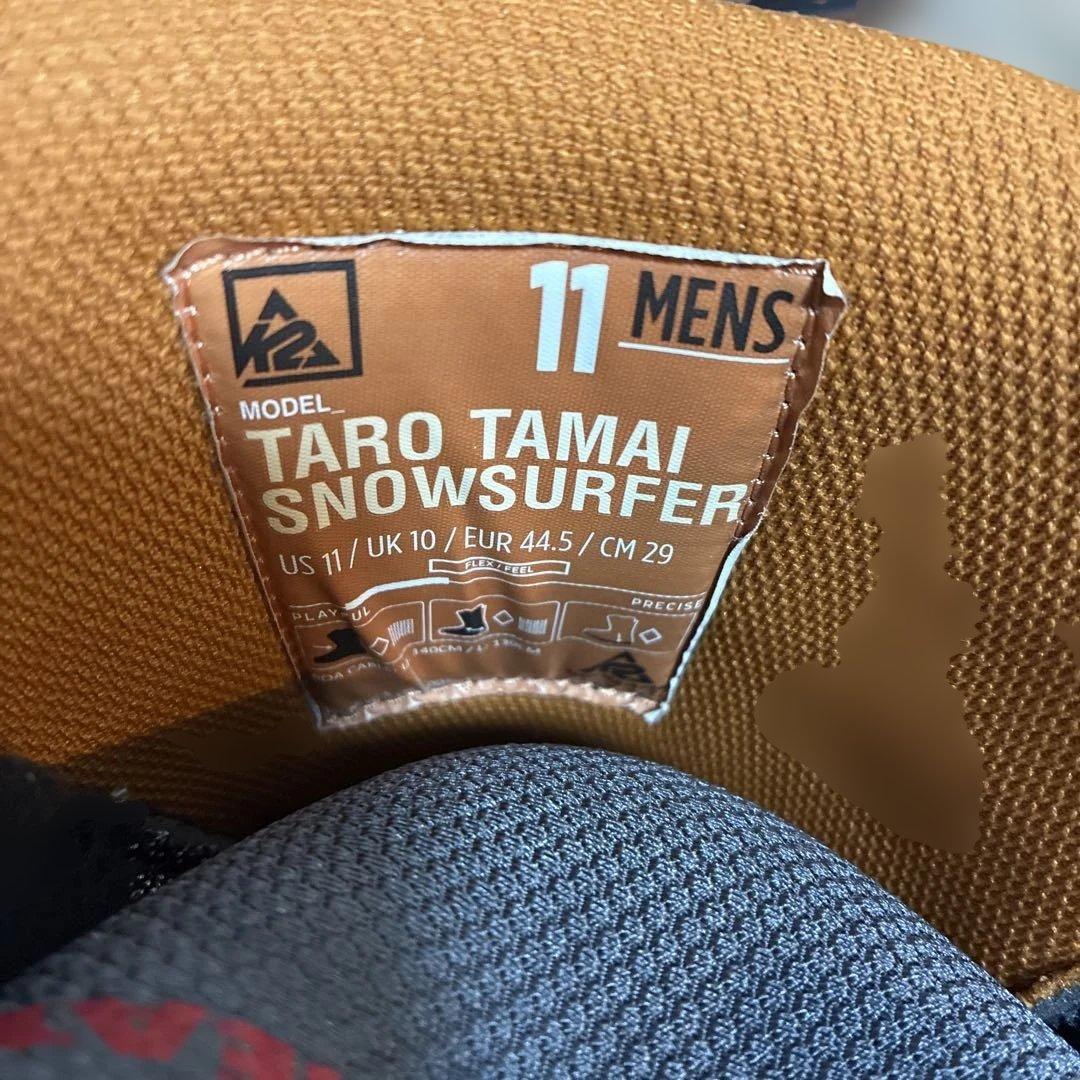 K2
11 MENS
MODEL_
TARO TAMAI
SNOWSURFER
US 11 / UK 10 / EUR 44.5 / CM 29
FLEX / FEEL
PRECISE
140CM / L